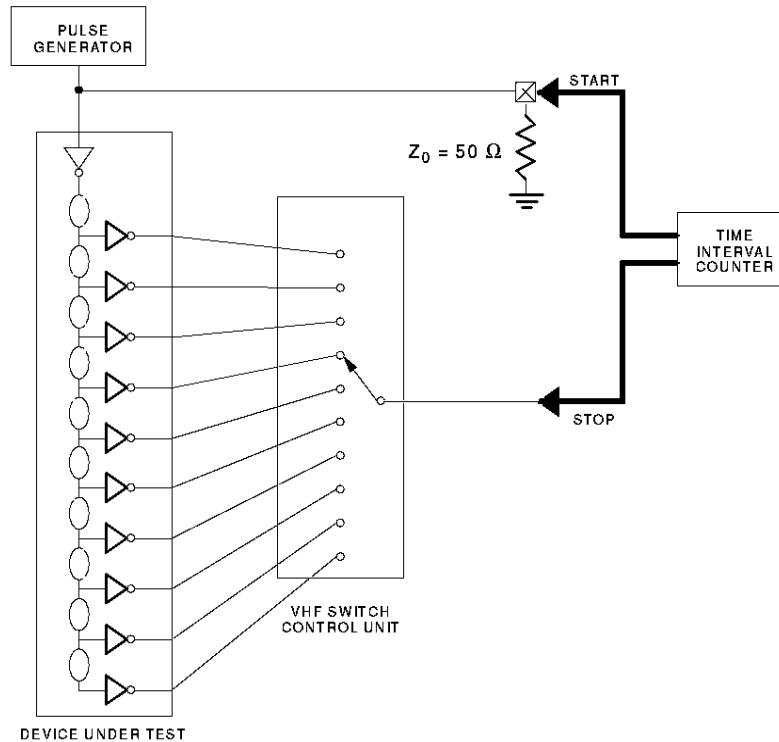 PULSE
GENERATOR
START
Z0 = 50 Ω
TIME
INTERVAL
COUNTER
STOP
VHF SWITCH
CONTROL UNIT
DEVICE UNDER TEST